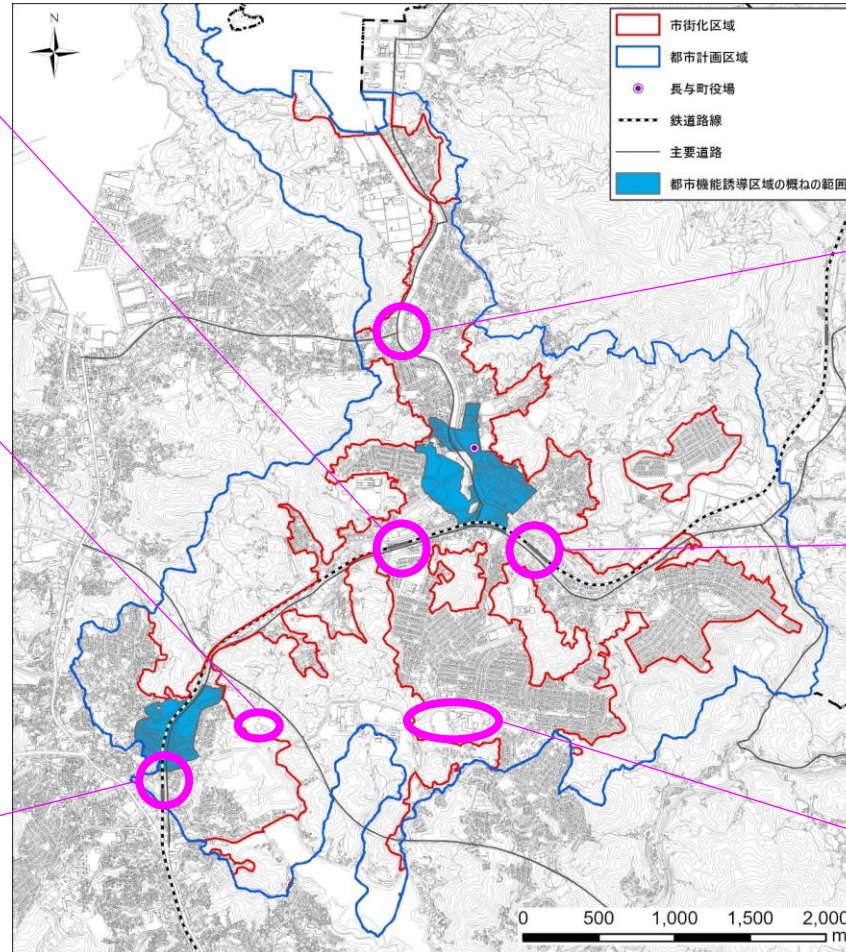 N
市街化区域
都市計画区域
長与町役場
鉄道路線
主要道路
都市機能誘導区域の概ねの範囲
0 500 1,000 1,500 2,000
m